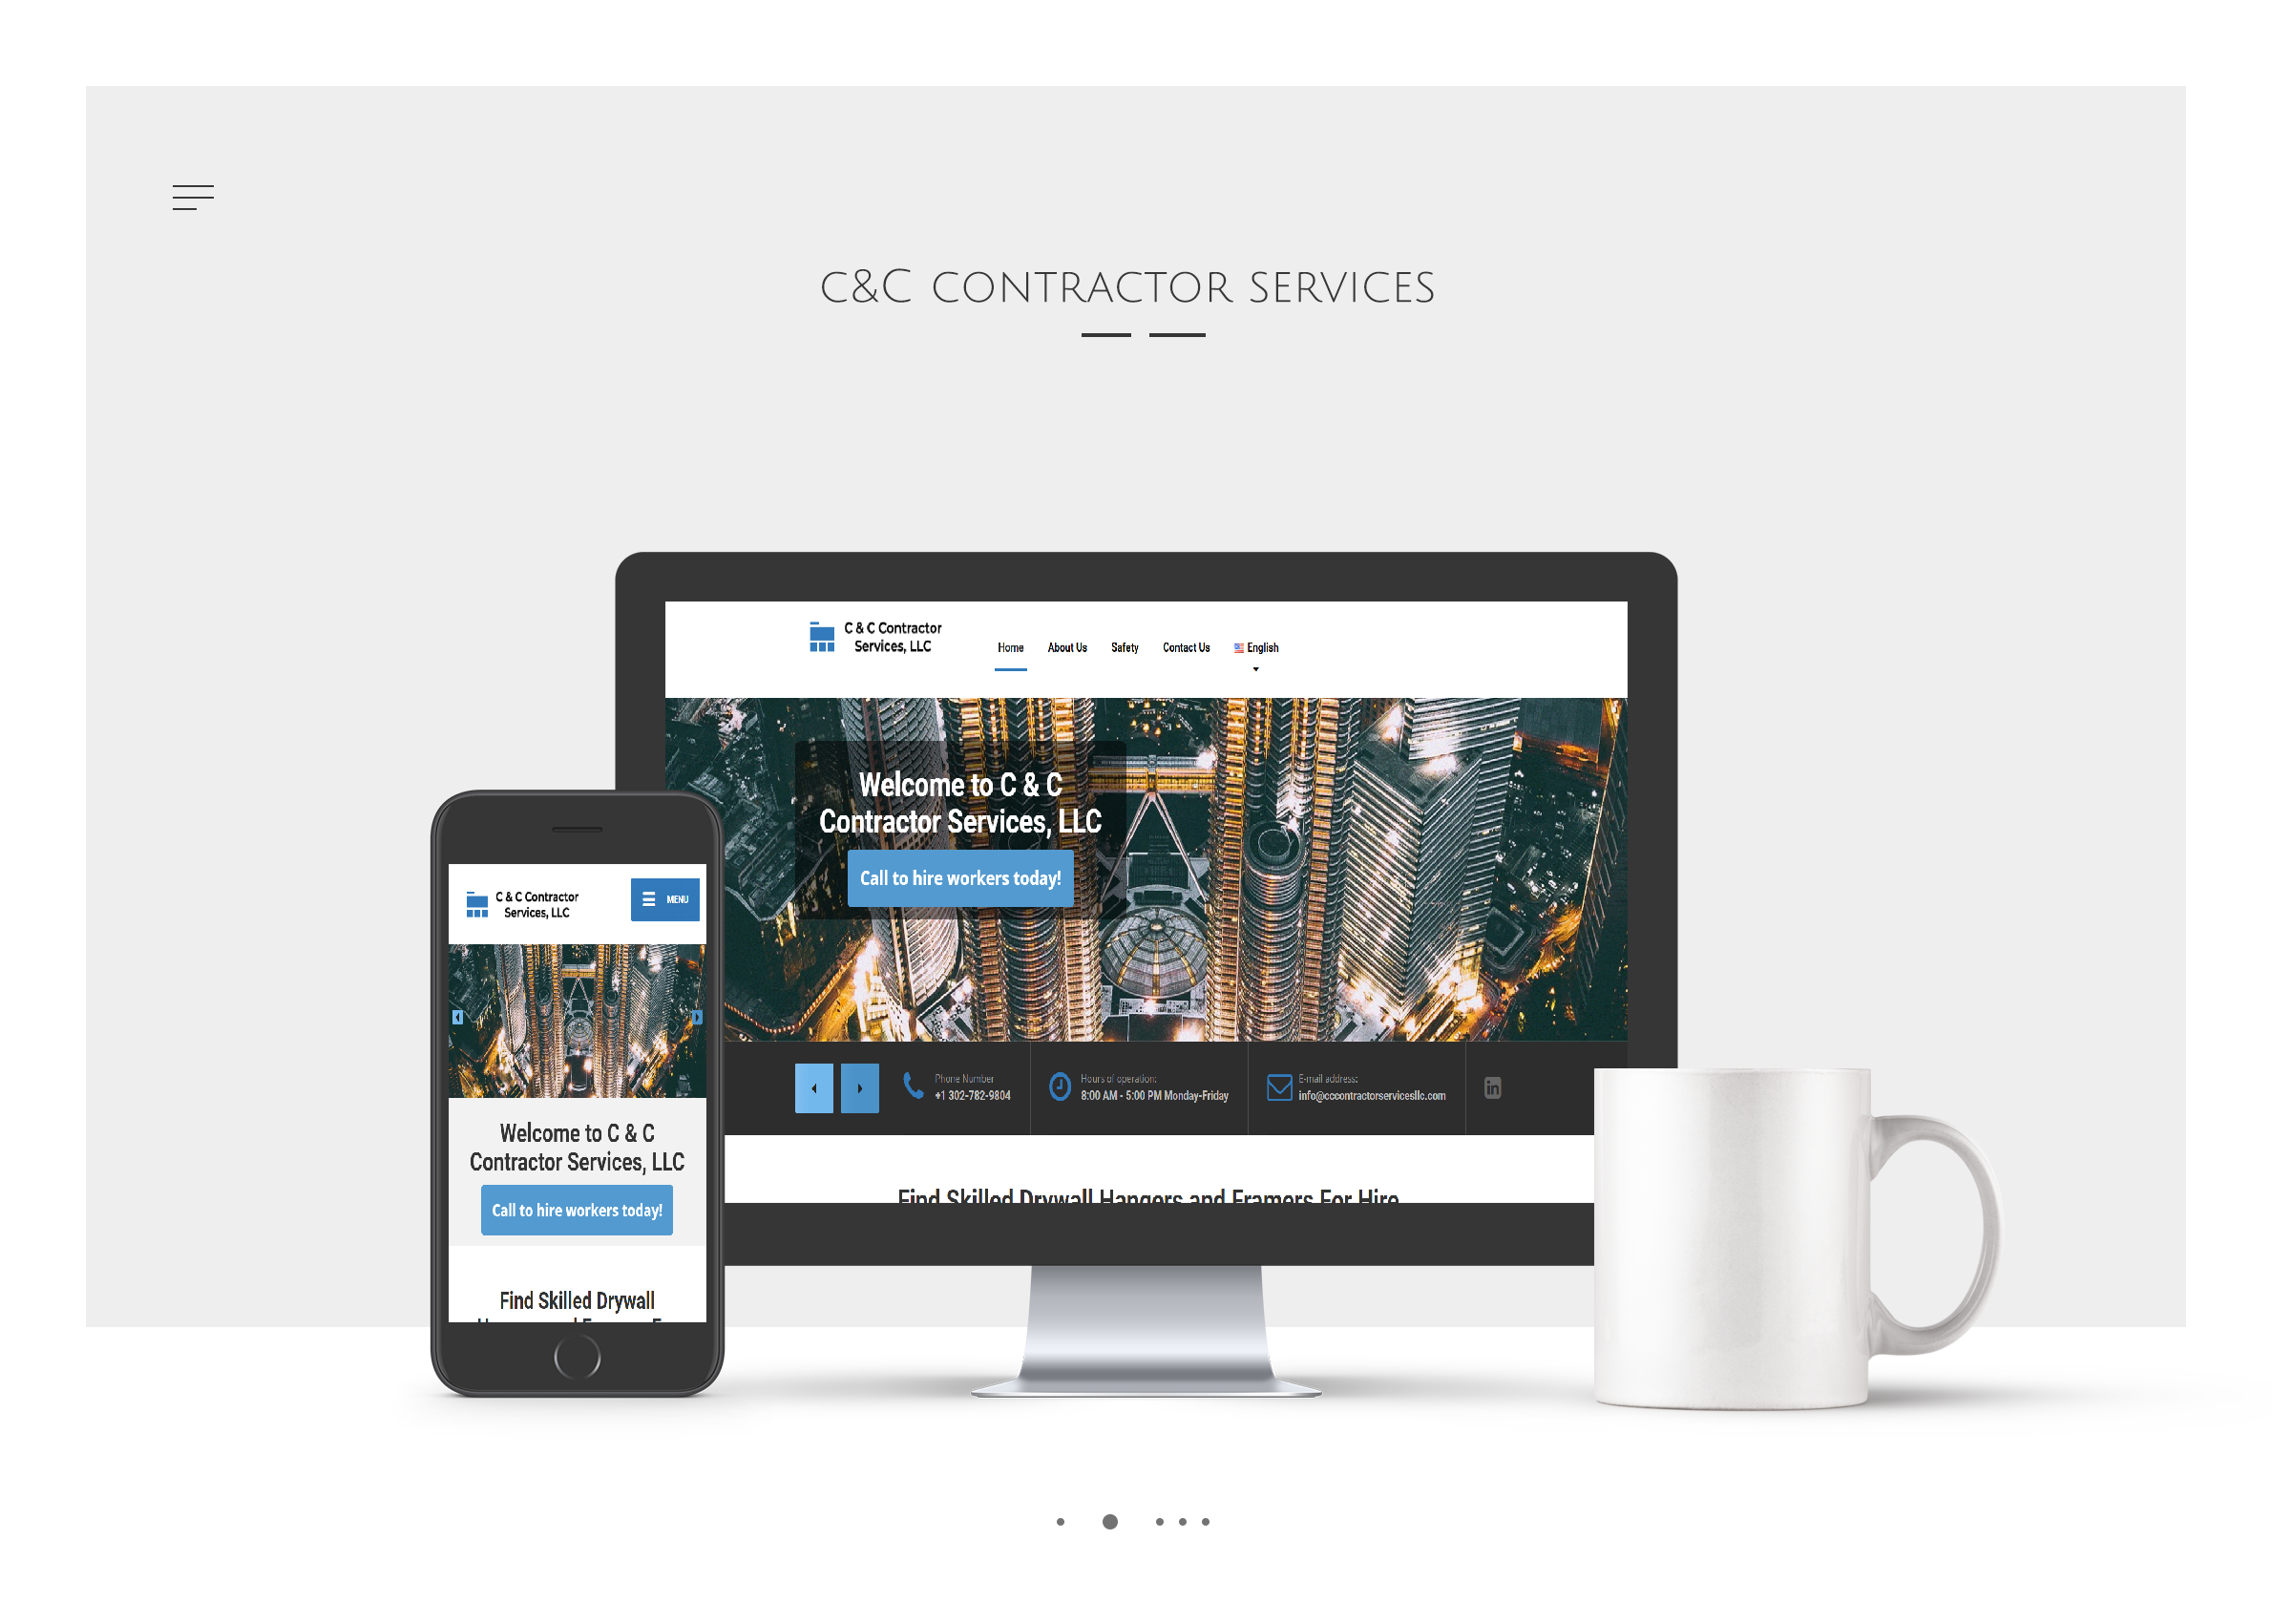 C&C CONTRACTOR SERVICES
C & C Contractor
Services, LLC
Home About Us Safety Contact Us English
Welcome to C & C
Contractor Services, LLC
Call to hire workers today!
Phone Number
+1 302-782-9804
Hours of operation:
8:00 AM - 5:00 PM Monday-Friday
E-mail address:
info@cccontractorservicesllc.com
in
Find Skilled Drywall Hangers and Framers For Hire
C & C Contractor
Services, LLC
MENU
Welcome to C & C
Contractor Services, LLC
Call to hire workers today!
Find Skilled Drywall